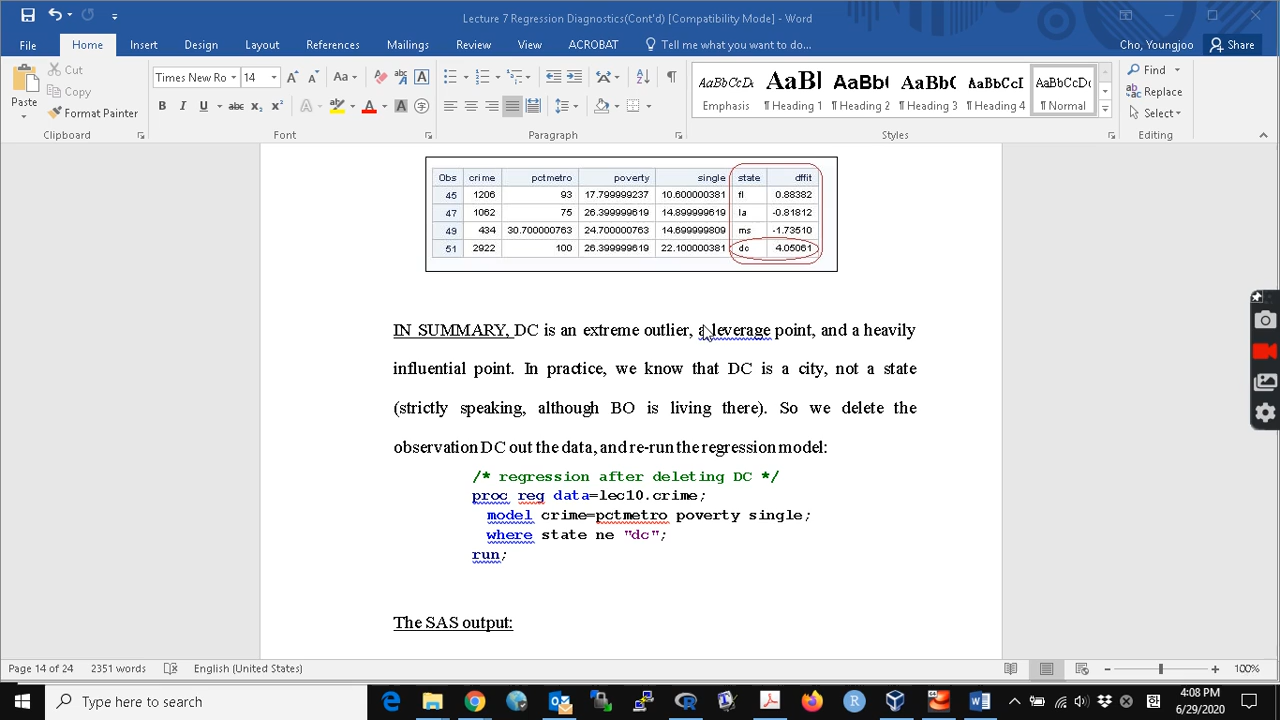 Lecture 7 Regression Diagnostics(Cont'd) [Compatibility Mode] - Word
File Home Insert Design Layout References Mailings Review View ACROBAT Tell me what you want to do... Cho, Youngjoo Share
Cut
Copy
Format Painter
Paste
Times New Ro 14 Aa
B I U abc x₂ x² A A
AaBbCcDc AaBl AaBb( AaBbCcI AaBbCcI AaBbCcDc
Emphasis ¶ Heading 1 ¶ Heading 2 ¶ Heading 3 ¶ Heading 4 ¶ Normal
Find
Replace
Select
Clipboard Font Paragraph Styles Editing
Obs crime pctmetro poverty single state dffit
45 1206 93 17.799999237 10.600000381 fl 0.88382
47 1062 75 26.399999619 14.899999619 la -0.81812
49 434 30.700000763 24.700000763 14.699999809 ms -1.73510
51 2922 100 26.399999619 22.100000381 dc 4.05061
IN SUMMARY, DC is an extreme outlier, a leverage point, and a heavily
influential point. In practice, we know that DC is a city, not a state
(strictly speaking, although BO is living there). So we delete the
observation DC out the data, and re-run the regression model:
/* regression after deleting DC */
proc reg data=lec10.crime;
model crime=pctmetro poverty single;
where state ne "dc";
run;
The SAS output:
Page 14 of 24 2351 words English (United States) 100%
Type here to search
4:08 PM
6/29/2020